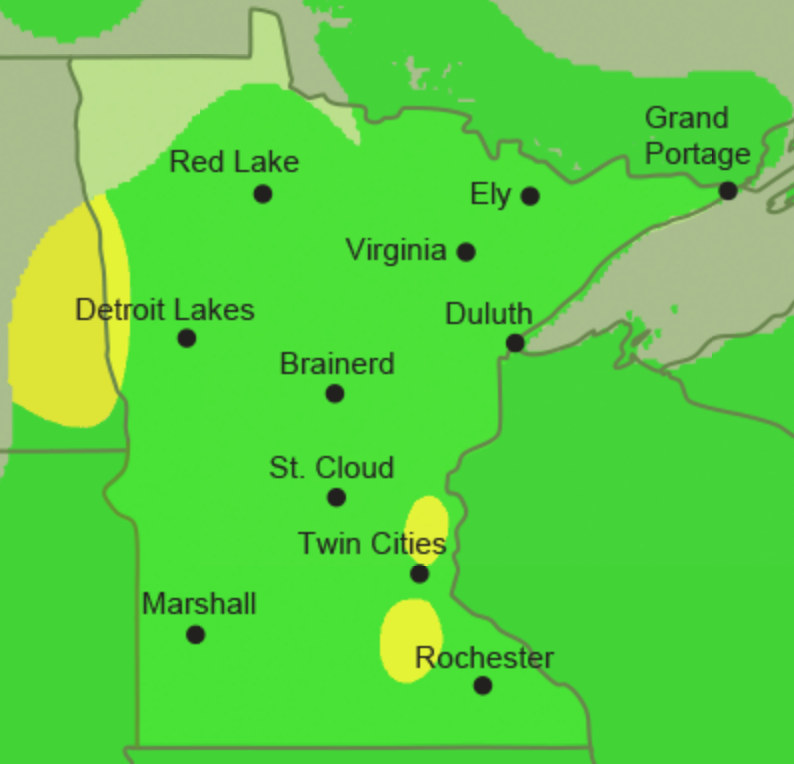 Grand
Portage
Red Lake
Ely
Virginia
Detroit Lakes
Duluth
Brainerd
St. Cloud
Twin Cities
Marshall
Rochester